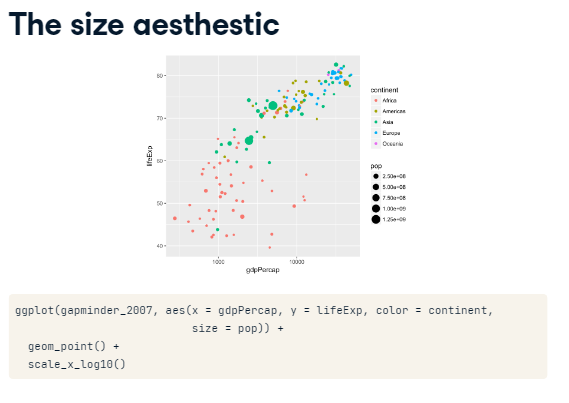 The size aesthestic
80
70
60
50
40
lifeExp
1000
10000
gdpPercap
continent
Africa
Americas
Asia
Europe
Oceania
pop
2.50e+08
5.00e+08
7.50e+08
1.00e+09
1.25e+09
ggplot(gapminder_2007, aes(x = gdpPercap, y = lifeExp, color = continent,
size = pop)) +
geom_point() +
scale_x_log10()